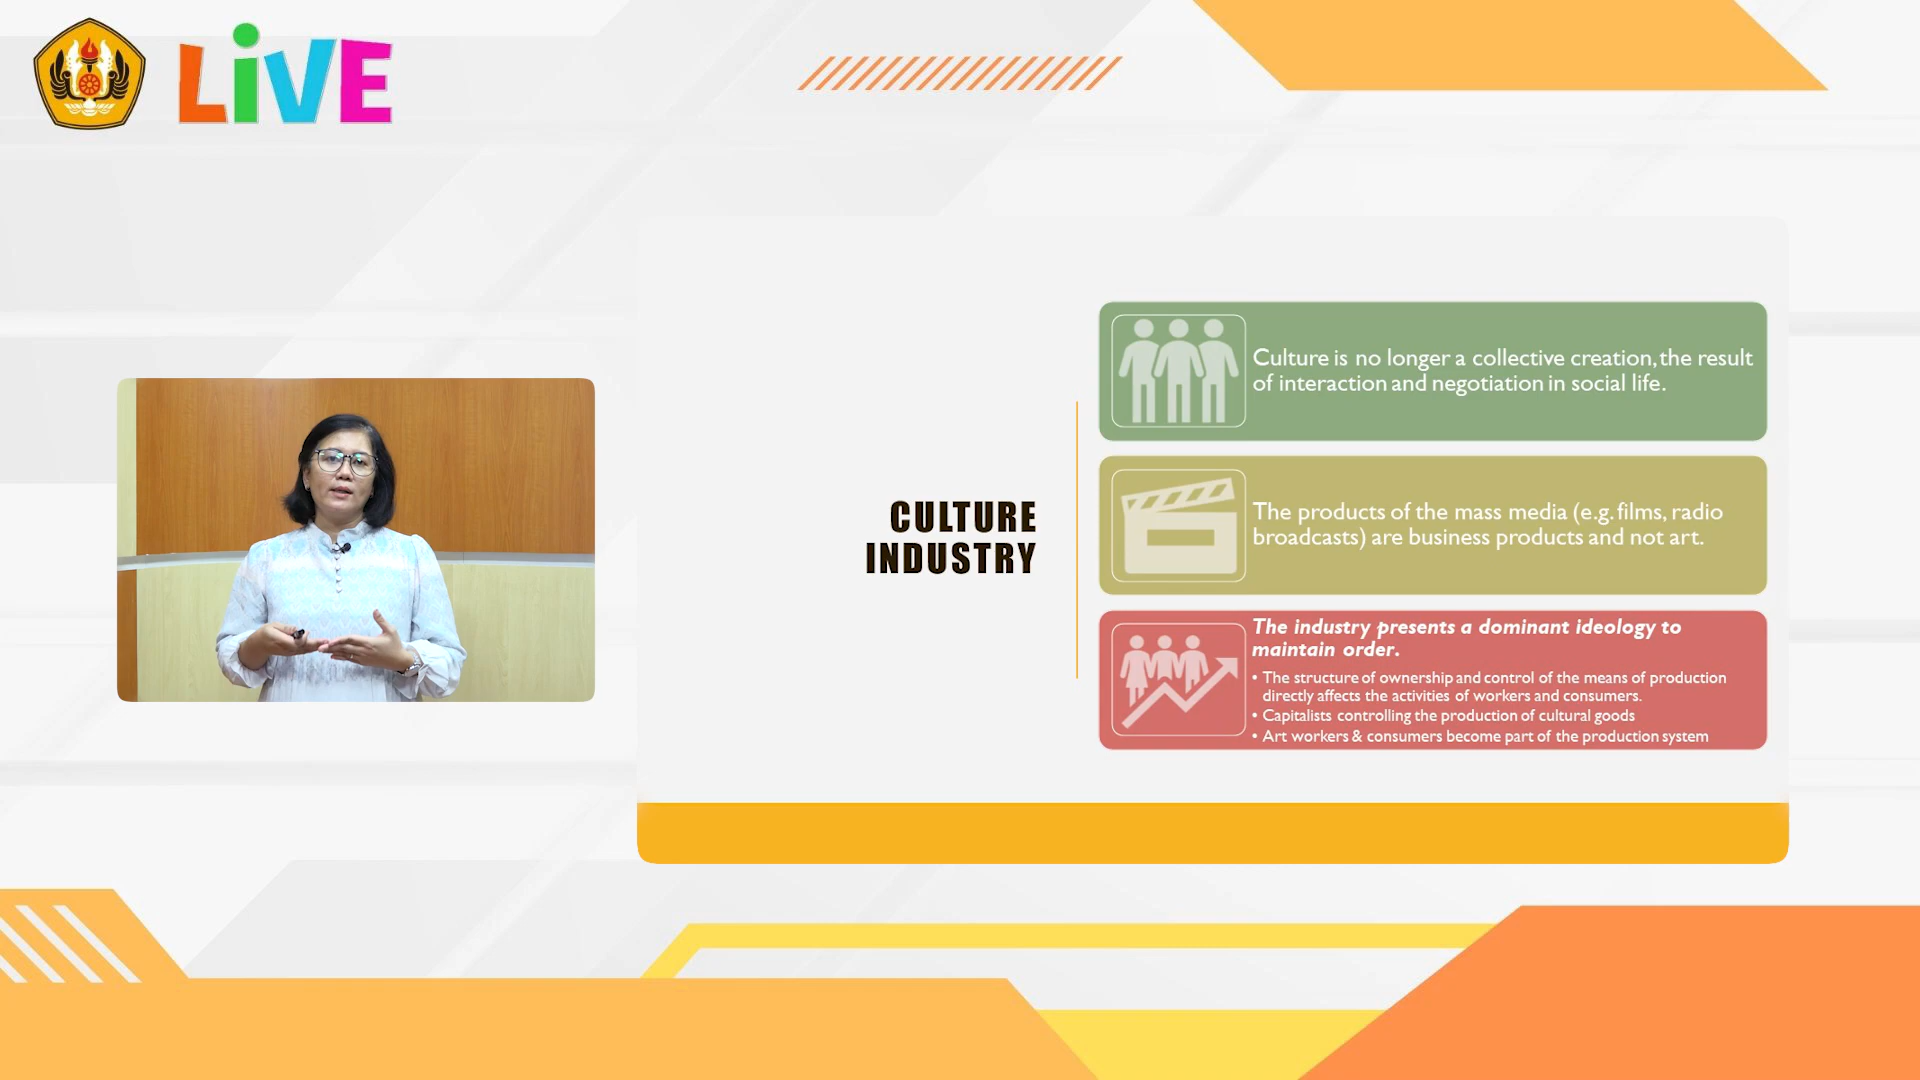 LiVE
CULTURE
INDUSTRY
Culture is no longer a collective creation, the result
of interaction and negotiation in social life.
The products of the mass media (e.g. films, radio
broadcasts) are business products and not art.
The industry presents a dominant ideology to
maintain order.
• The structure of ownership and control of the means of production
directly affects the activities of workers and consumers.
• Capitalists controlling the production of cultural goods
• Art workers & consumers become part of the production system